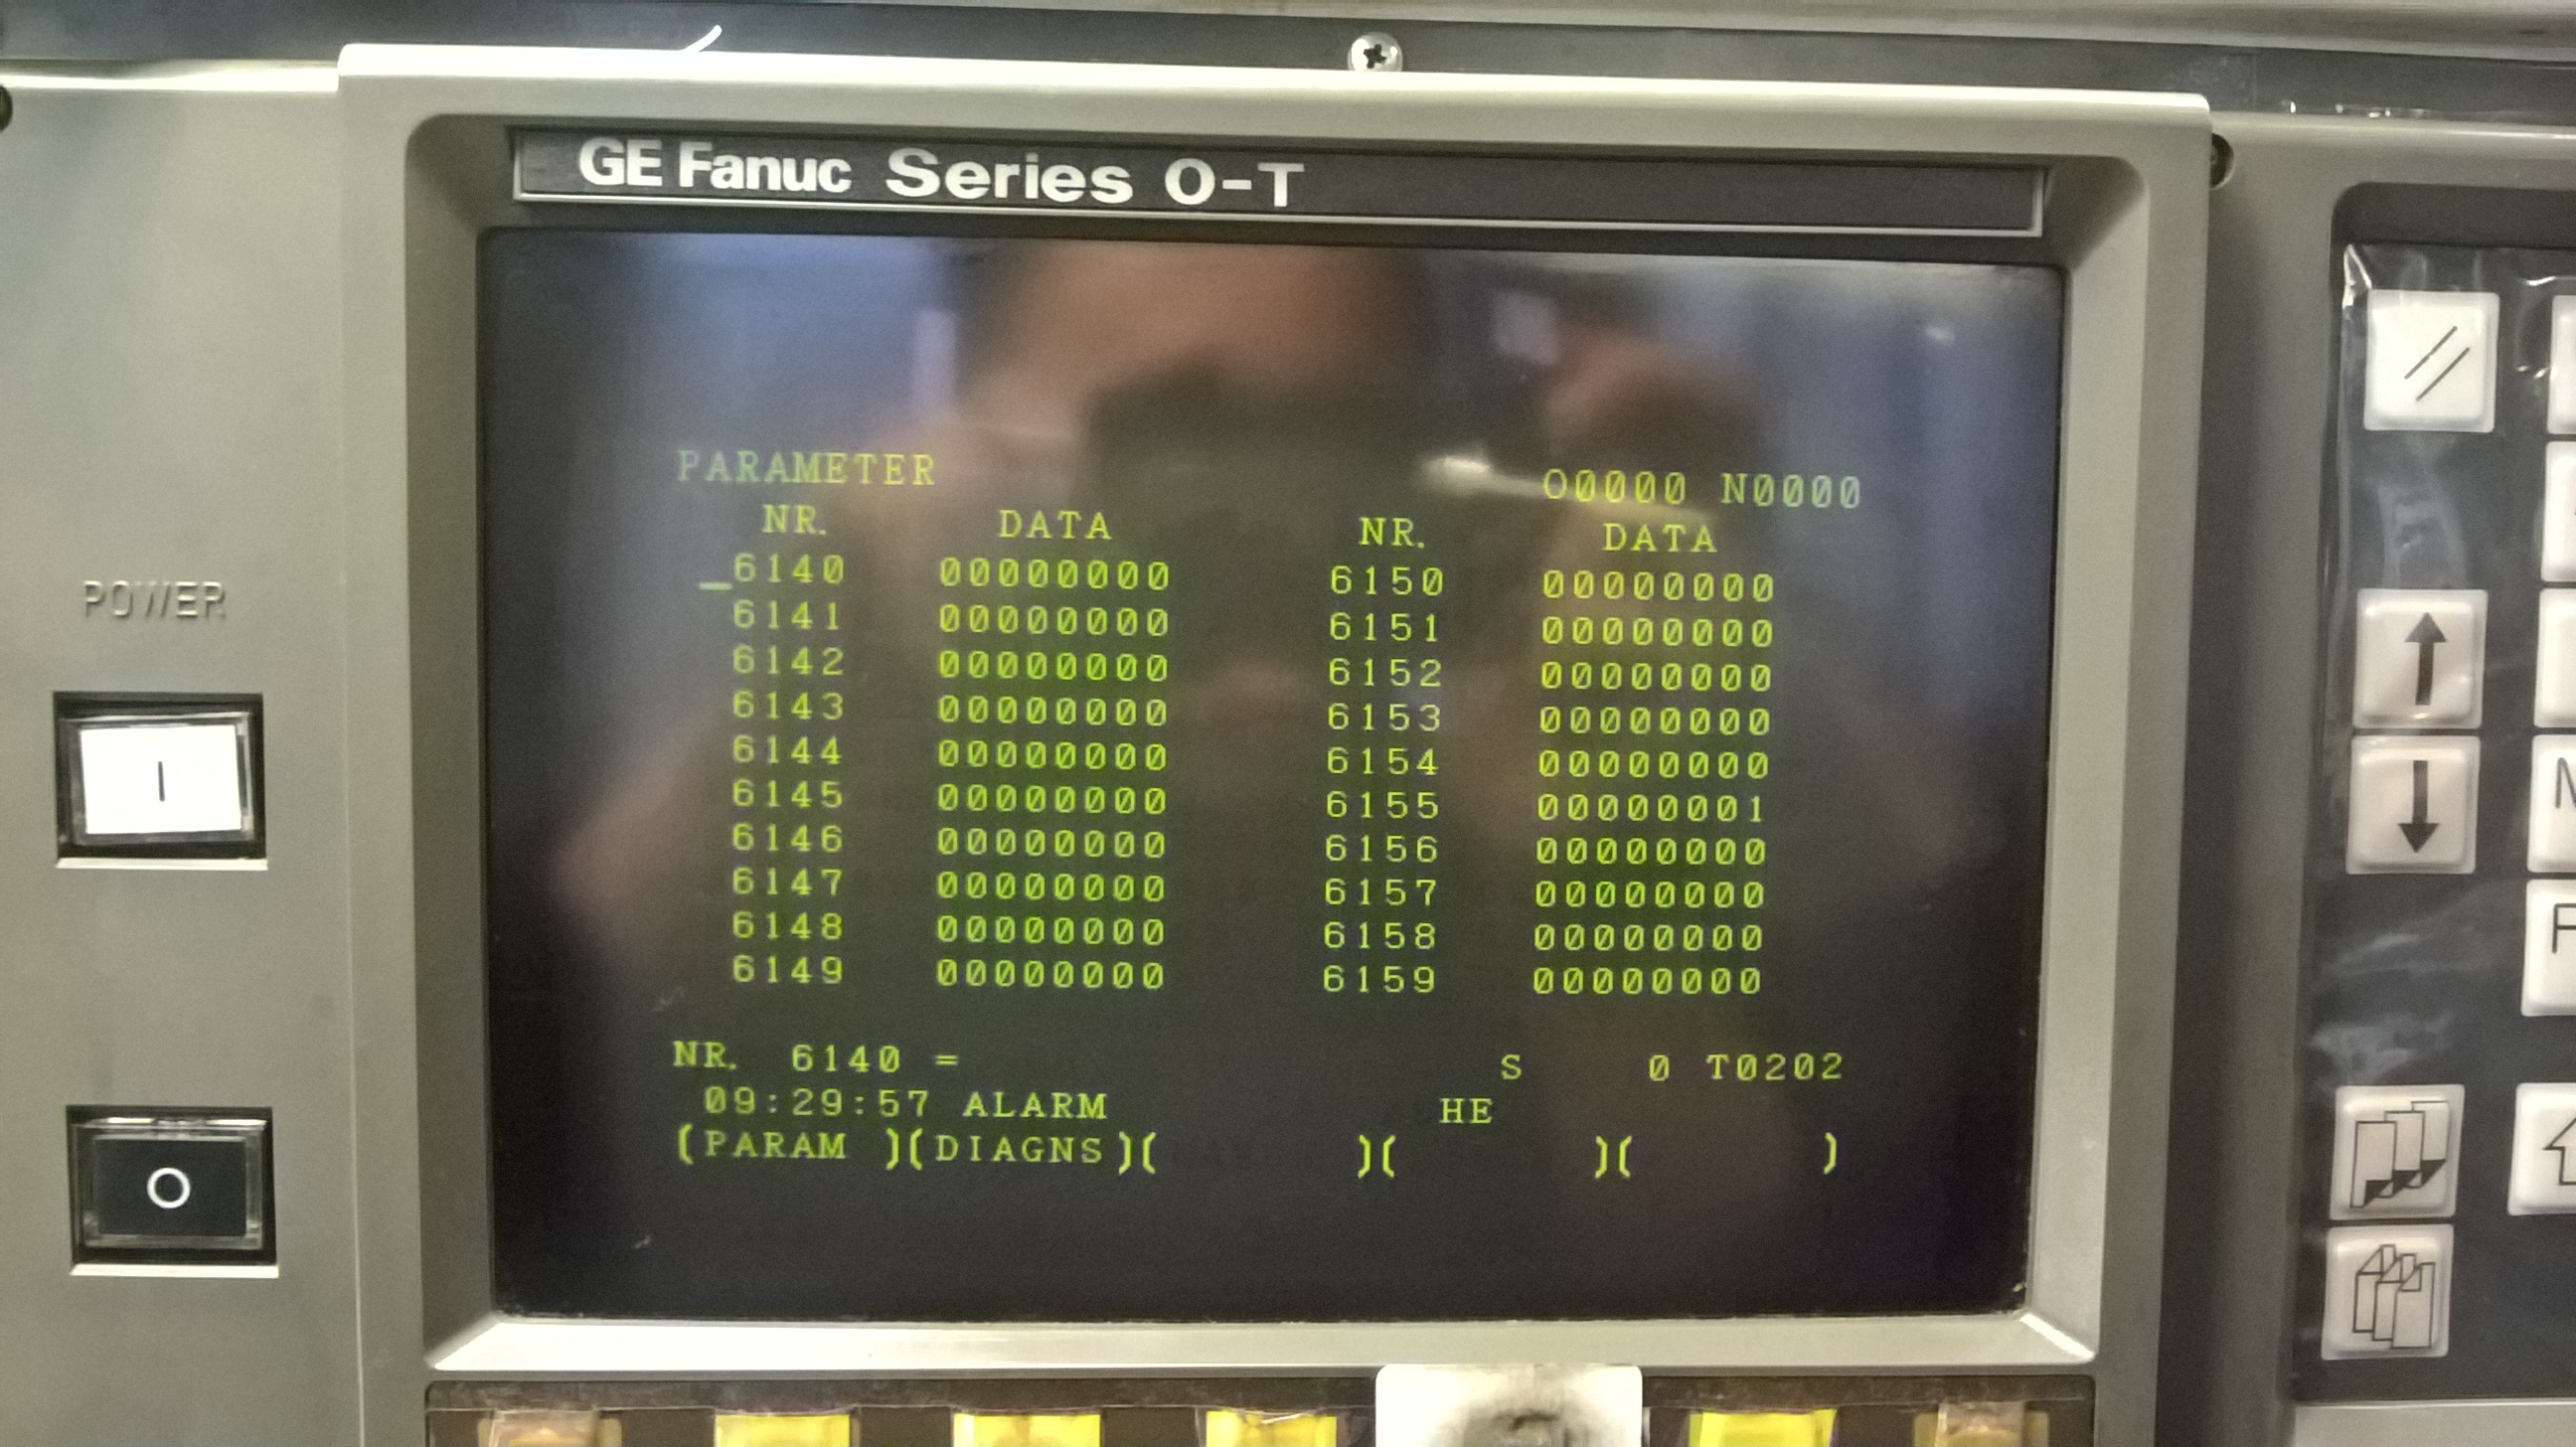 GE Fanuc Series O-T
PARAMETER O0000 N0000
NR. DATA NR. DATA
_6140 00000000 6150 00000000
6141 00000000 6151 00000000
6142 00000000 6152 00000000
6143 00000000 6153 00000000
6144 00000000 6154 00000000
6145 00000000 6155 00000001
6146 00000000 6156 00000000
6147 00000000 6157 00000000
6148 00000000 6158 00000000
6149 00000000 6159 00000000
NR. 6140 = S 0 T0202
09:29:57 ALARM HE
(PARAM )(DIAGNS)( )( )( )
POWER
I
O